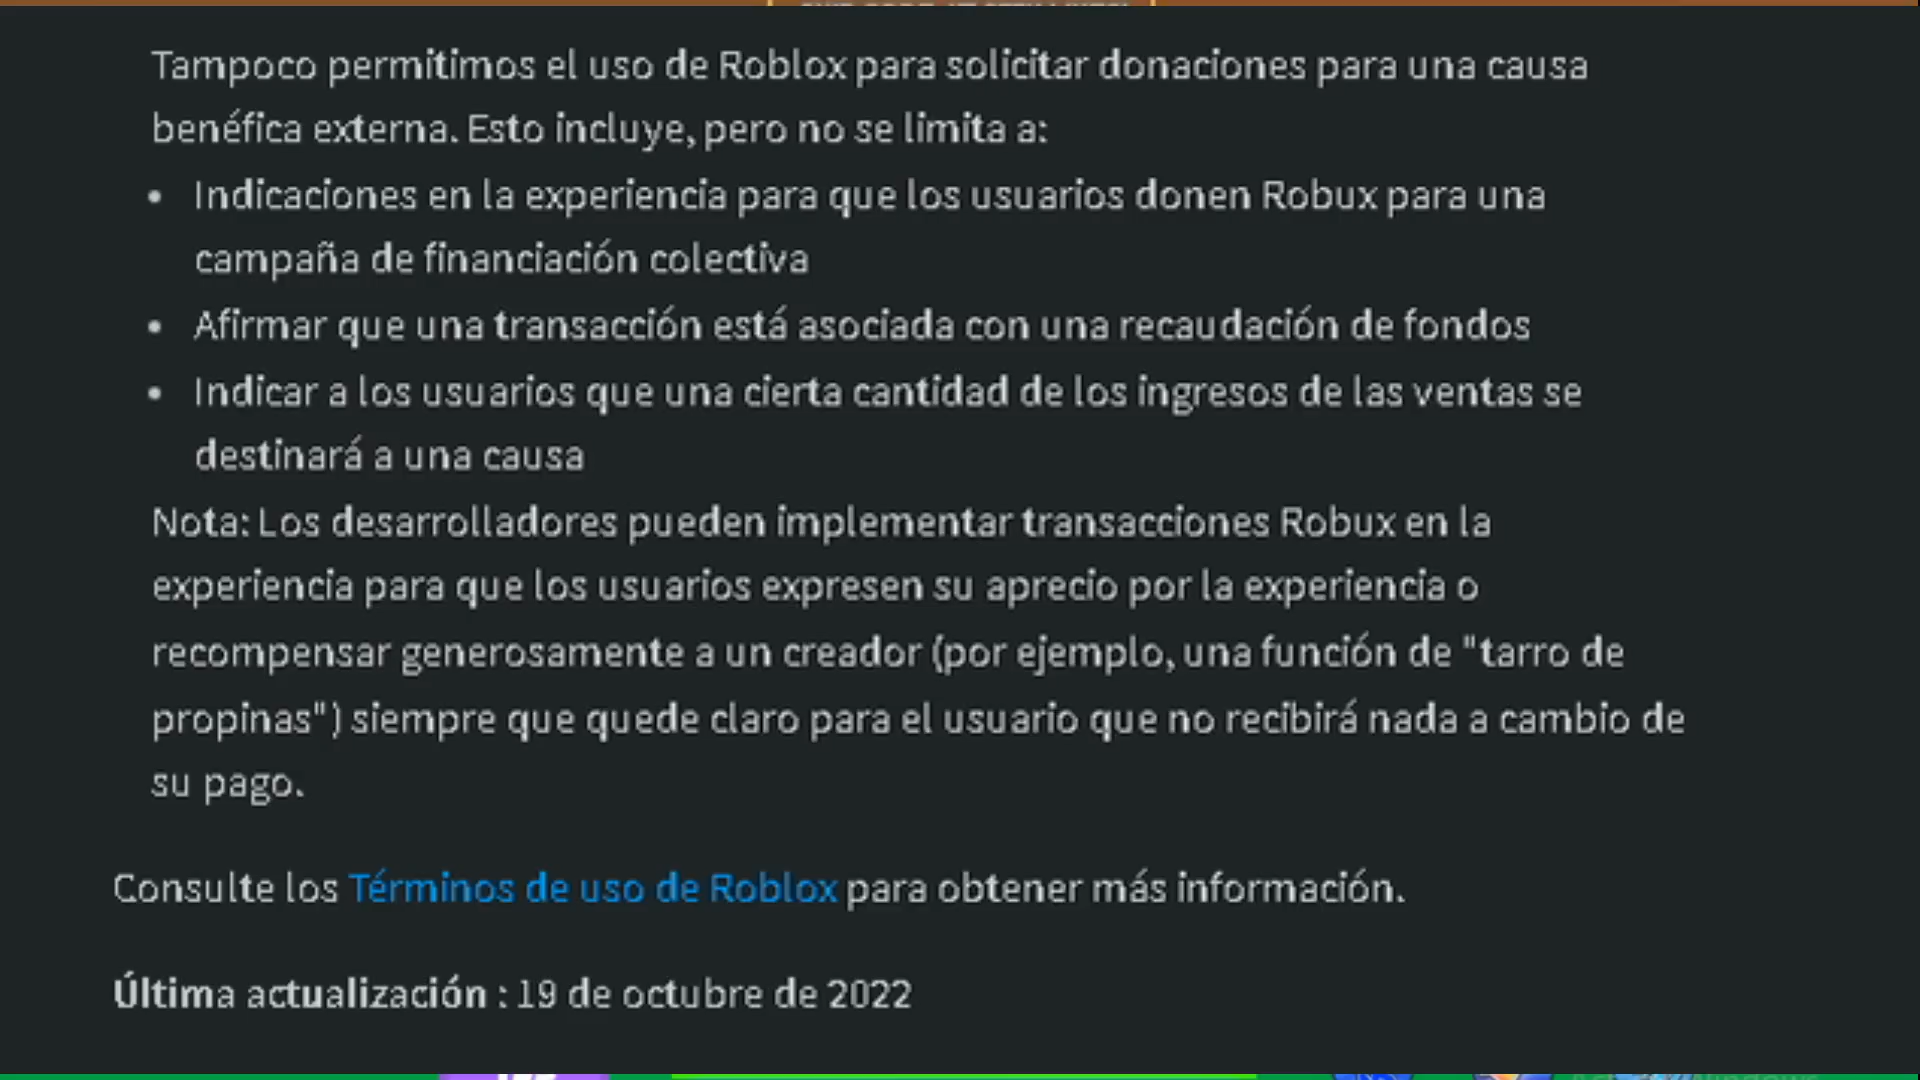 Tampoco permitimos el uso de Roblox para solicitar donaciones para una causa
benéfica externa. Esto incluye, pero no se limita a:
• Indicaciones en la experiencia para que los usuarios donen Robux para una
campaña de financiación colectiva
• Afirmar que una transacción está asociada con una recaudación de fondos
• Indicar a los usuarios que una cierta cantidad de los ingresos de las ventas se
destinará a una causa
Nota: Los desarrolladores pueden implementar transacciones Robux en la
experiencia para que los usuarios expresen su aprecio por la experiencia o
recompensar generosamente a un creador (por ejemplo, una función de "tarro de
propinas") siempre que quede claro para el usuario que no recibirá nada a cambio de
su pago.
Consulte los Términos de uso de Roblox para obtener más información.
Última actualización : 19 de octubre de 2022